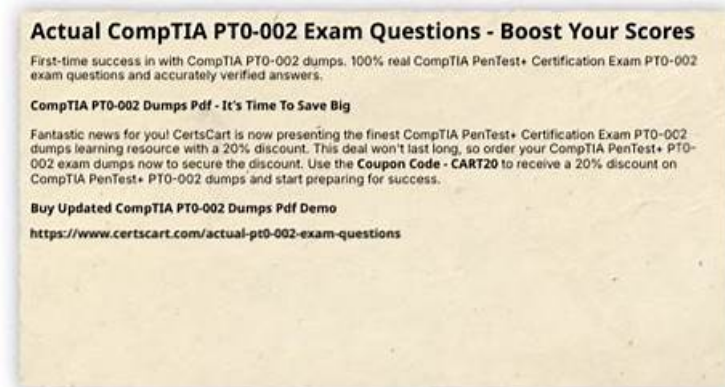 Actual CompTIA PT0-002 Exam Questions - Boost Your Scores
First-time success in with CompTIA PT0-002 dumps. 100% real CompTIA PenTest+ Certification Exam PT0-002
exam questions and accurately verified answers.
CompTIA PT0-002 Dumps Pdf - It's Time To Save Big
Fantastic news for you! CertsCart is now presenting the finest CompTIA PenTest+ Certification Exam PT0-002
dumps learning resource with a 20% discount. This deal won't last long, so order your CompTIA PenTest+ PT0-
002 exam dumps now to secure the discount. Use the Coupon Code - CART20 to receive a 20% discount on
CompTIA PenTest+ PT0-002 dumps and start preparing for success.
Buy Updated CompTIA PT0-002 Dumps Pdf Demo
https://www.certscart.com/actual-pt0-002-exam-questions